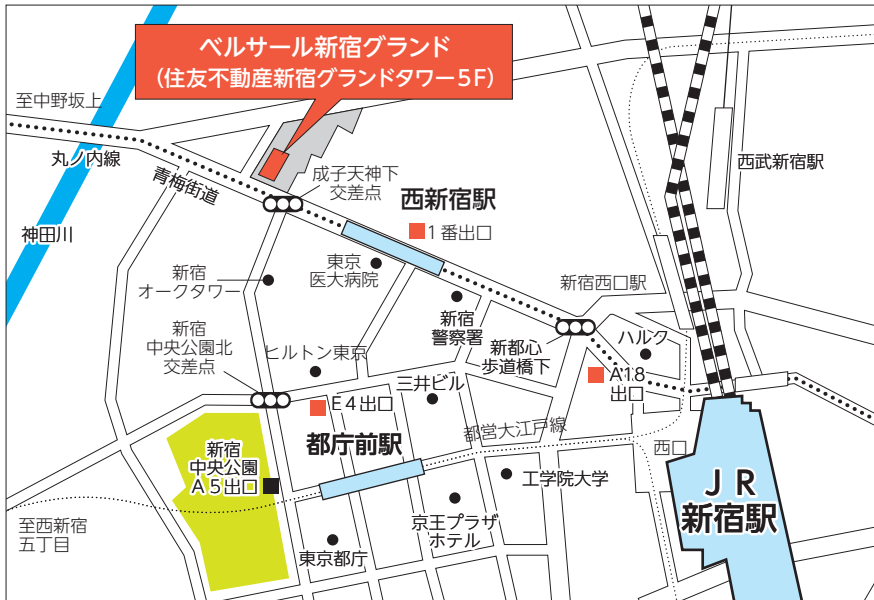 ベルサール新宿グランド
(住友不動産新宿グランドタワー5F)
至中野坂上
丸ノ内線
青梅街道
成子天神下
交差点
西武新宿駅
西新宿駅
1番出口
神田川
新宿
オークタワー
東京
医大病院
新宿西口駅
新宿
警察署
新宿
中央公園北
交差点
ヒルトン東京
新都心
歩道橋下
ハルク
A18
出口
三井ビル
E4出口
都営大江戸線
都庁前駅
西口
新宿
中央公園
A5出口
工学院大学
JR
新宿駅
京王プラザ
ホテル
至西新宿
五丁目
東京都庁